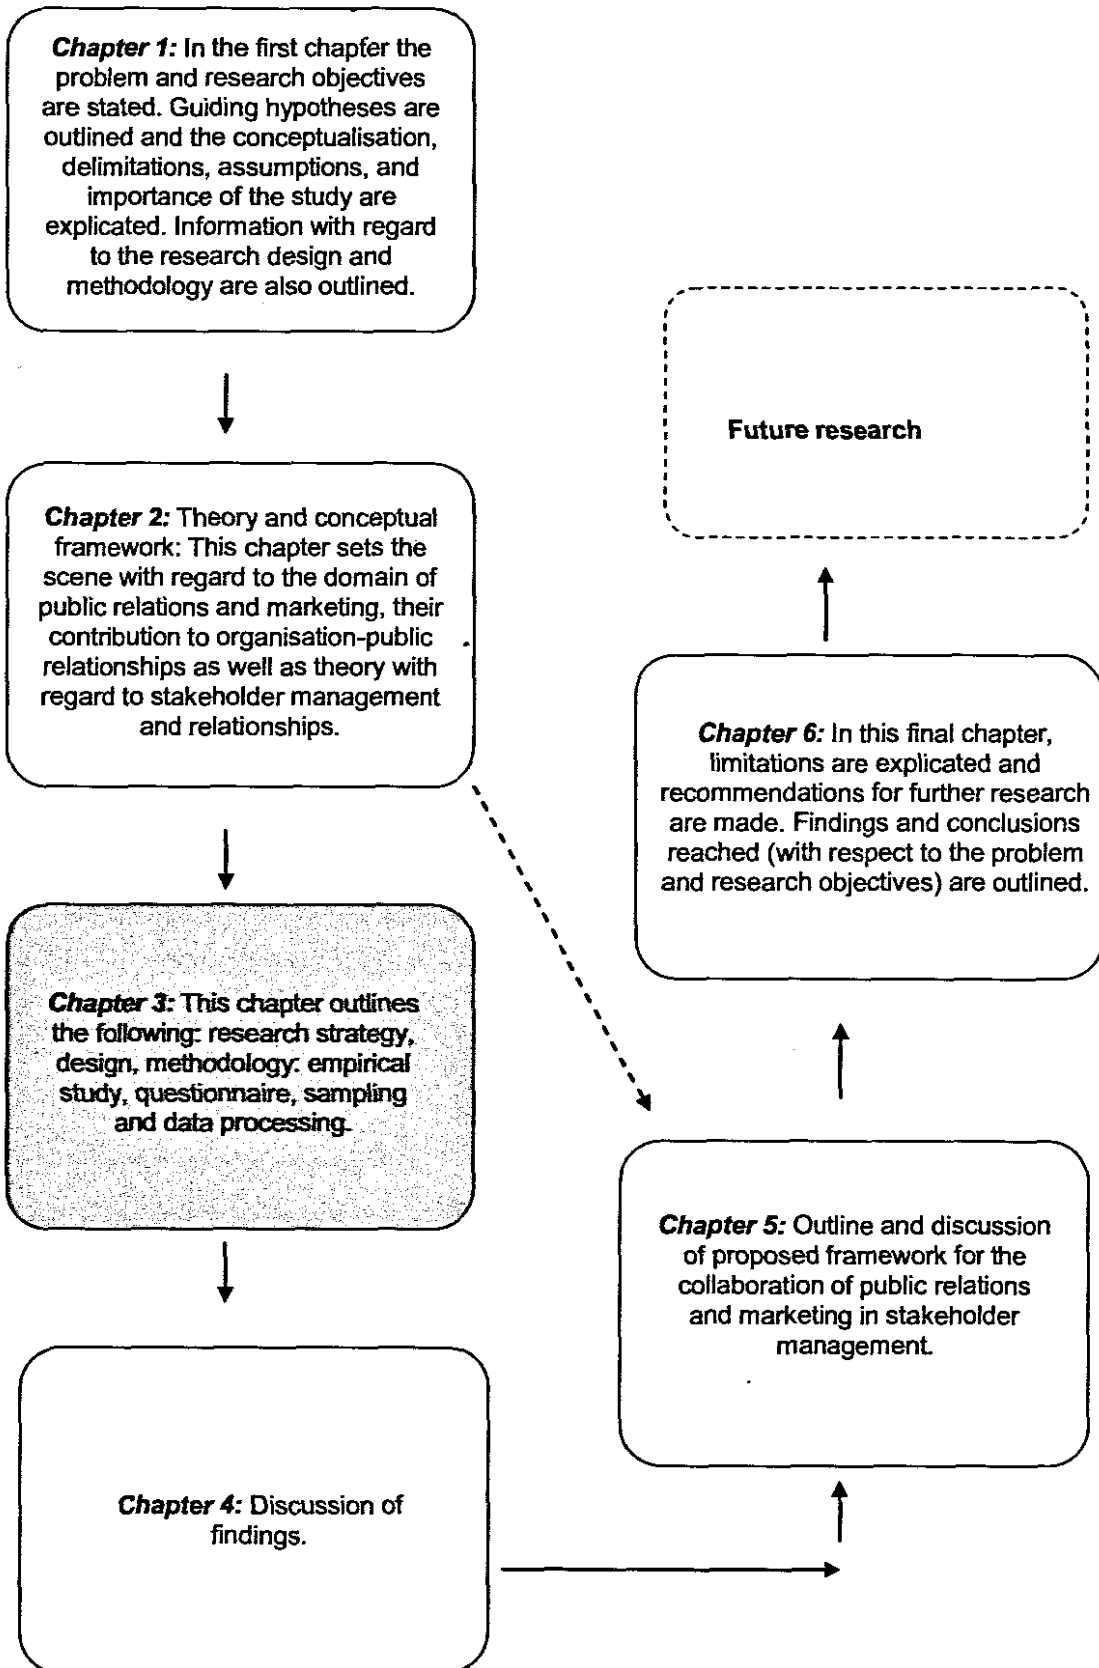 Chapter 1: In the first chapter the
problem and research objectives
are stated. Guiding hypotheses are
outlined and the conceptualisation,
delimitations, assumptions, and
importance of the study are
explicated. Information with regard
to the research design and
methodology are also outlined.
Chapter 2: Theory and conceptual
framework: This chapter sets the
scene with regard to the domain of
public relations and marketing, their
contribution to organisation-public
relationships as well as theory with
regard to stakeholder management
and relationships.
Chapter 3: This chapter outlines
the following: research strategy,
design, methodology: empirical
study, questionnaire, sampling
and data processing.
Chapter 4: Discussion of
findings.
Chapter 5: Outline and discussion
of proposed framework for the
collaboration of public relations
and marketing in stakeholder
management.
Chapter 6: In this final chapter,
limitations are explicated and
recommendations for further research
are made. Findings and conclusions
reached (with respect to the problem
and research objectives) are outlined.
Future research